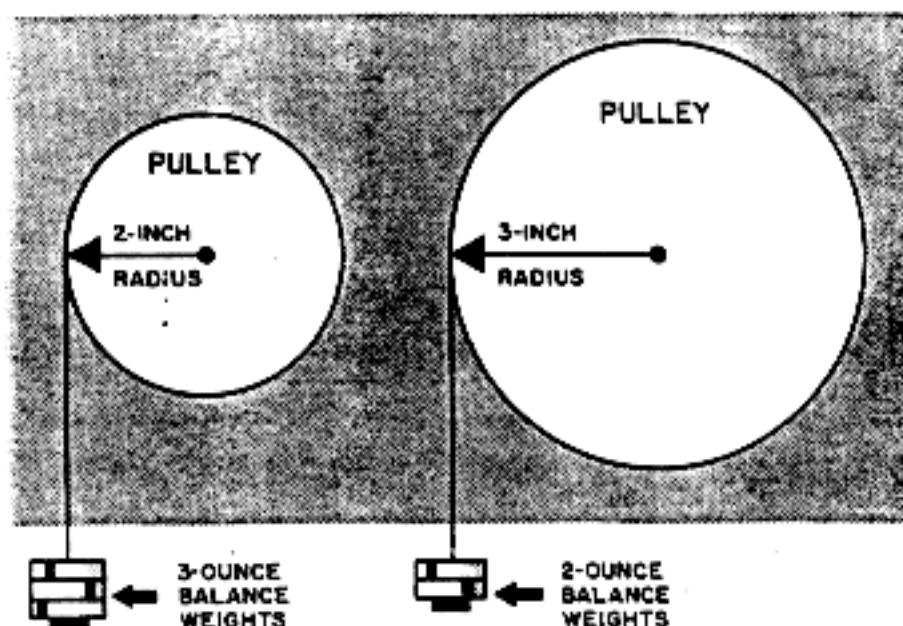 PULLEY
2-INCH
RADIUS
PULLEY
3-INCH
RADIUS
3-OUNCE
BALANCE
WEIGHTS
2-OUNCE
BALANCE
WEIGHTS